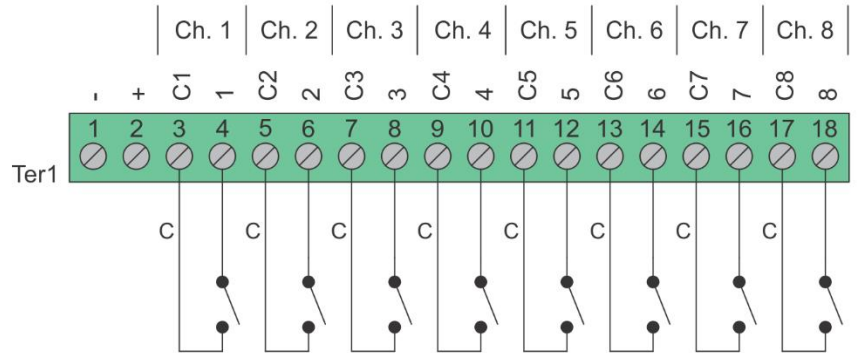 Ch. 1 Ch. 2 Ch. 3 Ch. 4 Ch. 5 Ch. 6 Ch. 7 Ch. 8
- + C1 1 C2 2 C3 3 C4 4 C5 5 C6 6 C7 7 C8 8
1 2 3 4 5 6 7 8 9 10 11 12 13 14 15 16 17 18
Ter1
C C C C C C C C